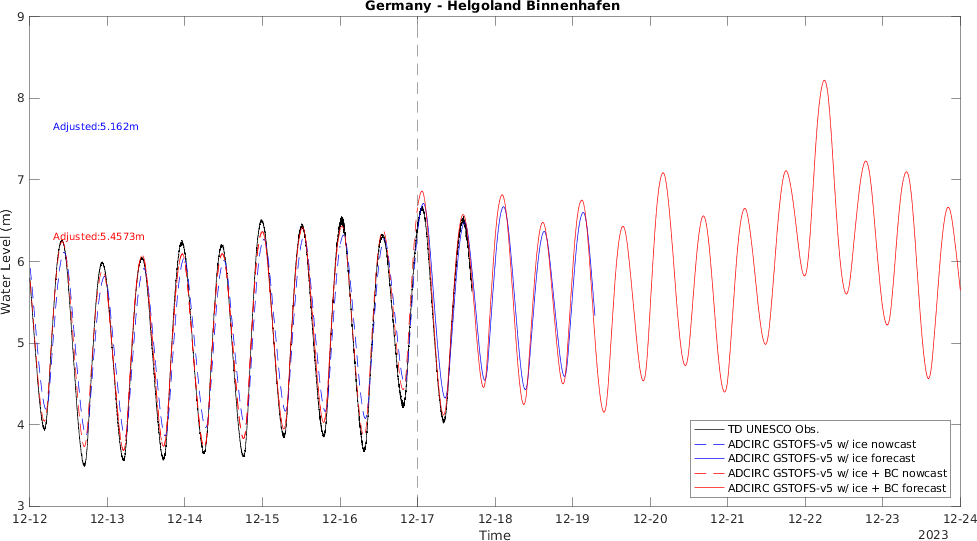 Germany - Helgoland Binnenhafen
9
8
7
6
5
4
3
Water Level (m)
Adjusted:5.162m
Adjusted:5.4573m
TD UNESCO Obs.
ADCIRC GSTOFS-v5 w/ ice nowcast
ADCIRC GSTOFS-v5 w/ ice forecast
ADCIRC GSTOFS-v5 w/ ice + BC nowcast
ADCIRC GSTOFS-v5 w/ ice + BC forecast
12-12 12-13 12-14 12-15 12-16 12-17 12-18 12-19 12-20 12-21 12-22 12-23 12-24
Time
2023